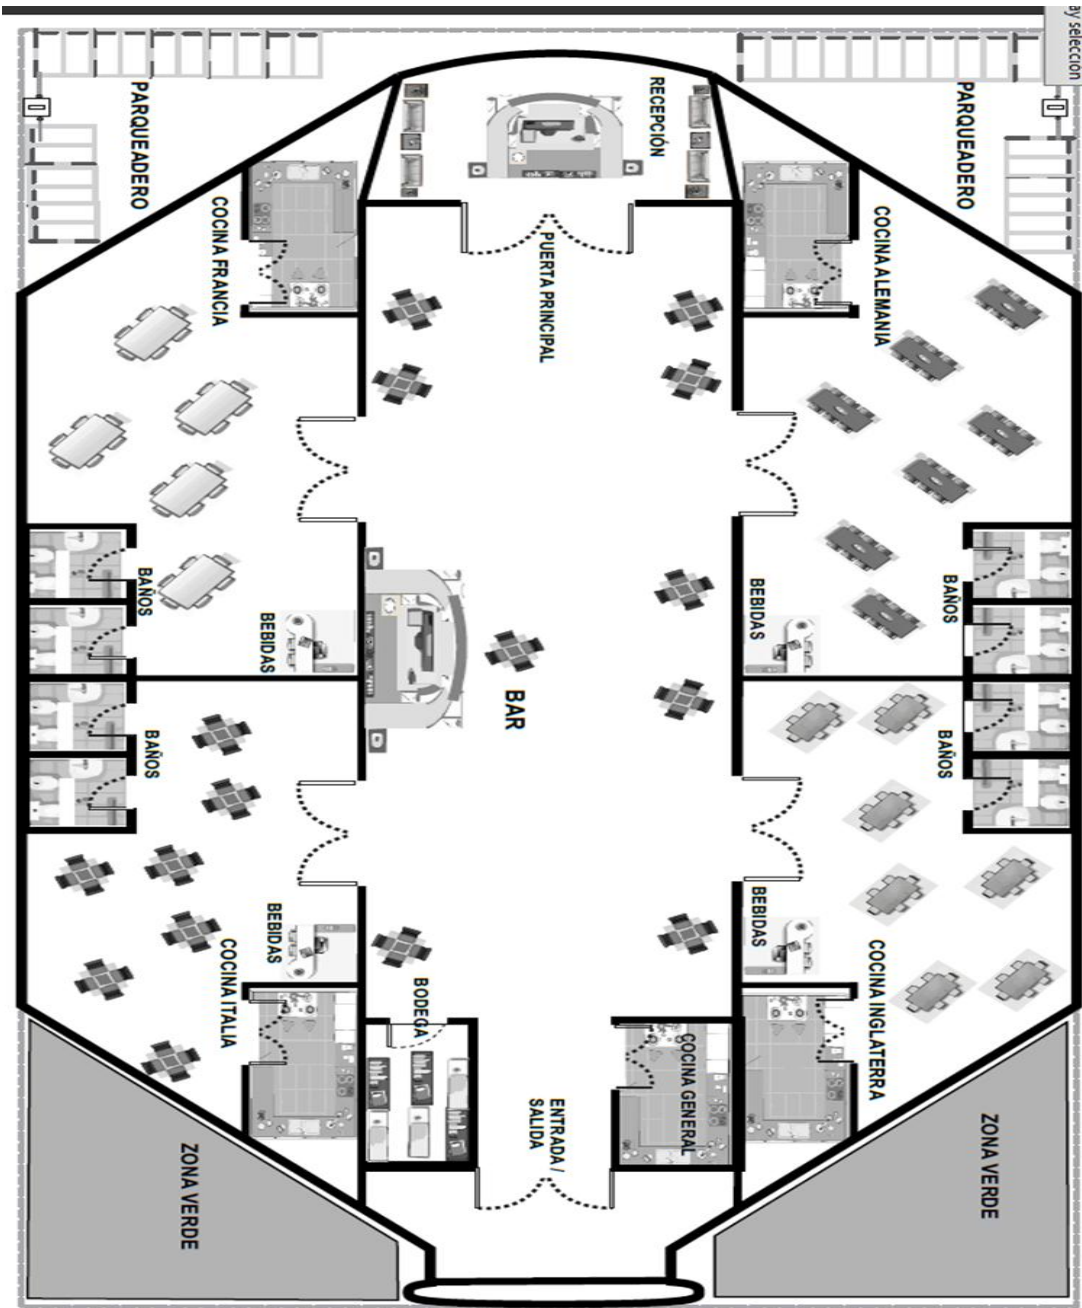 ay selección
PARQUEADERO
RECEPCIÓN
PARQUEADERO
COCINA FRANCIA
PUERTA PRINCIPAL
COCINA ALEMANIA
BAÑOS
BEBIDAS
BEBIDAS
BAÑOS
BAR
BAÑOS
BAÑOS
BEBIDAS
BEBIDAS
COCINA ITALIA
BODEGA
COCINA INGLATERRA
COCINA GENERAL
ENTRADA /
SALIDA
ZONA VERDE
ZONA VERDE